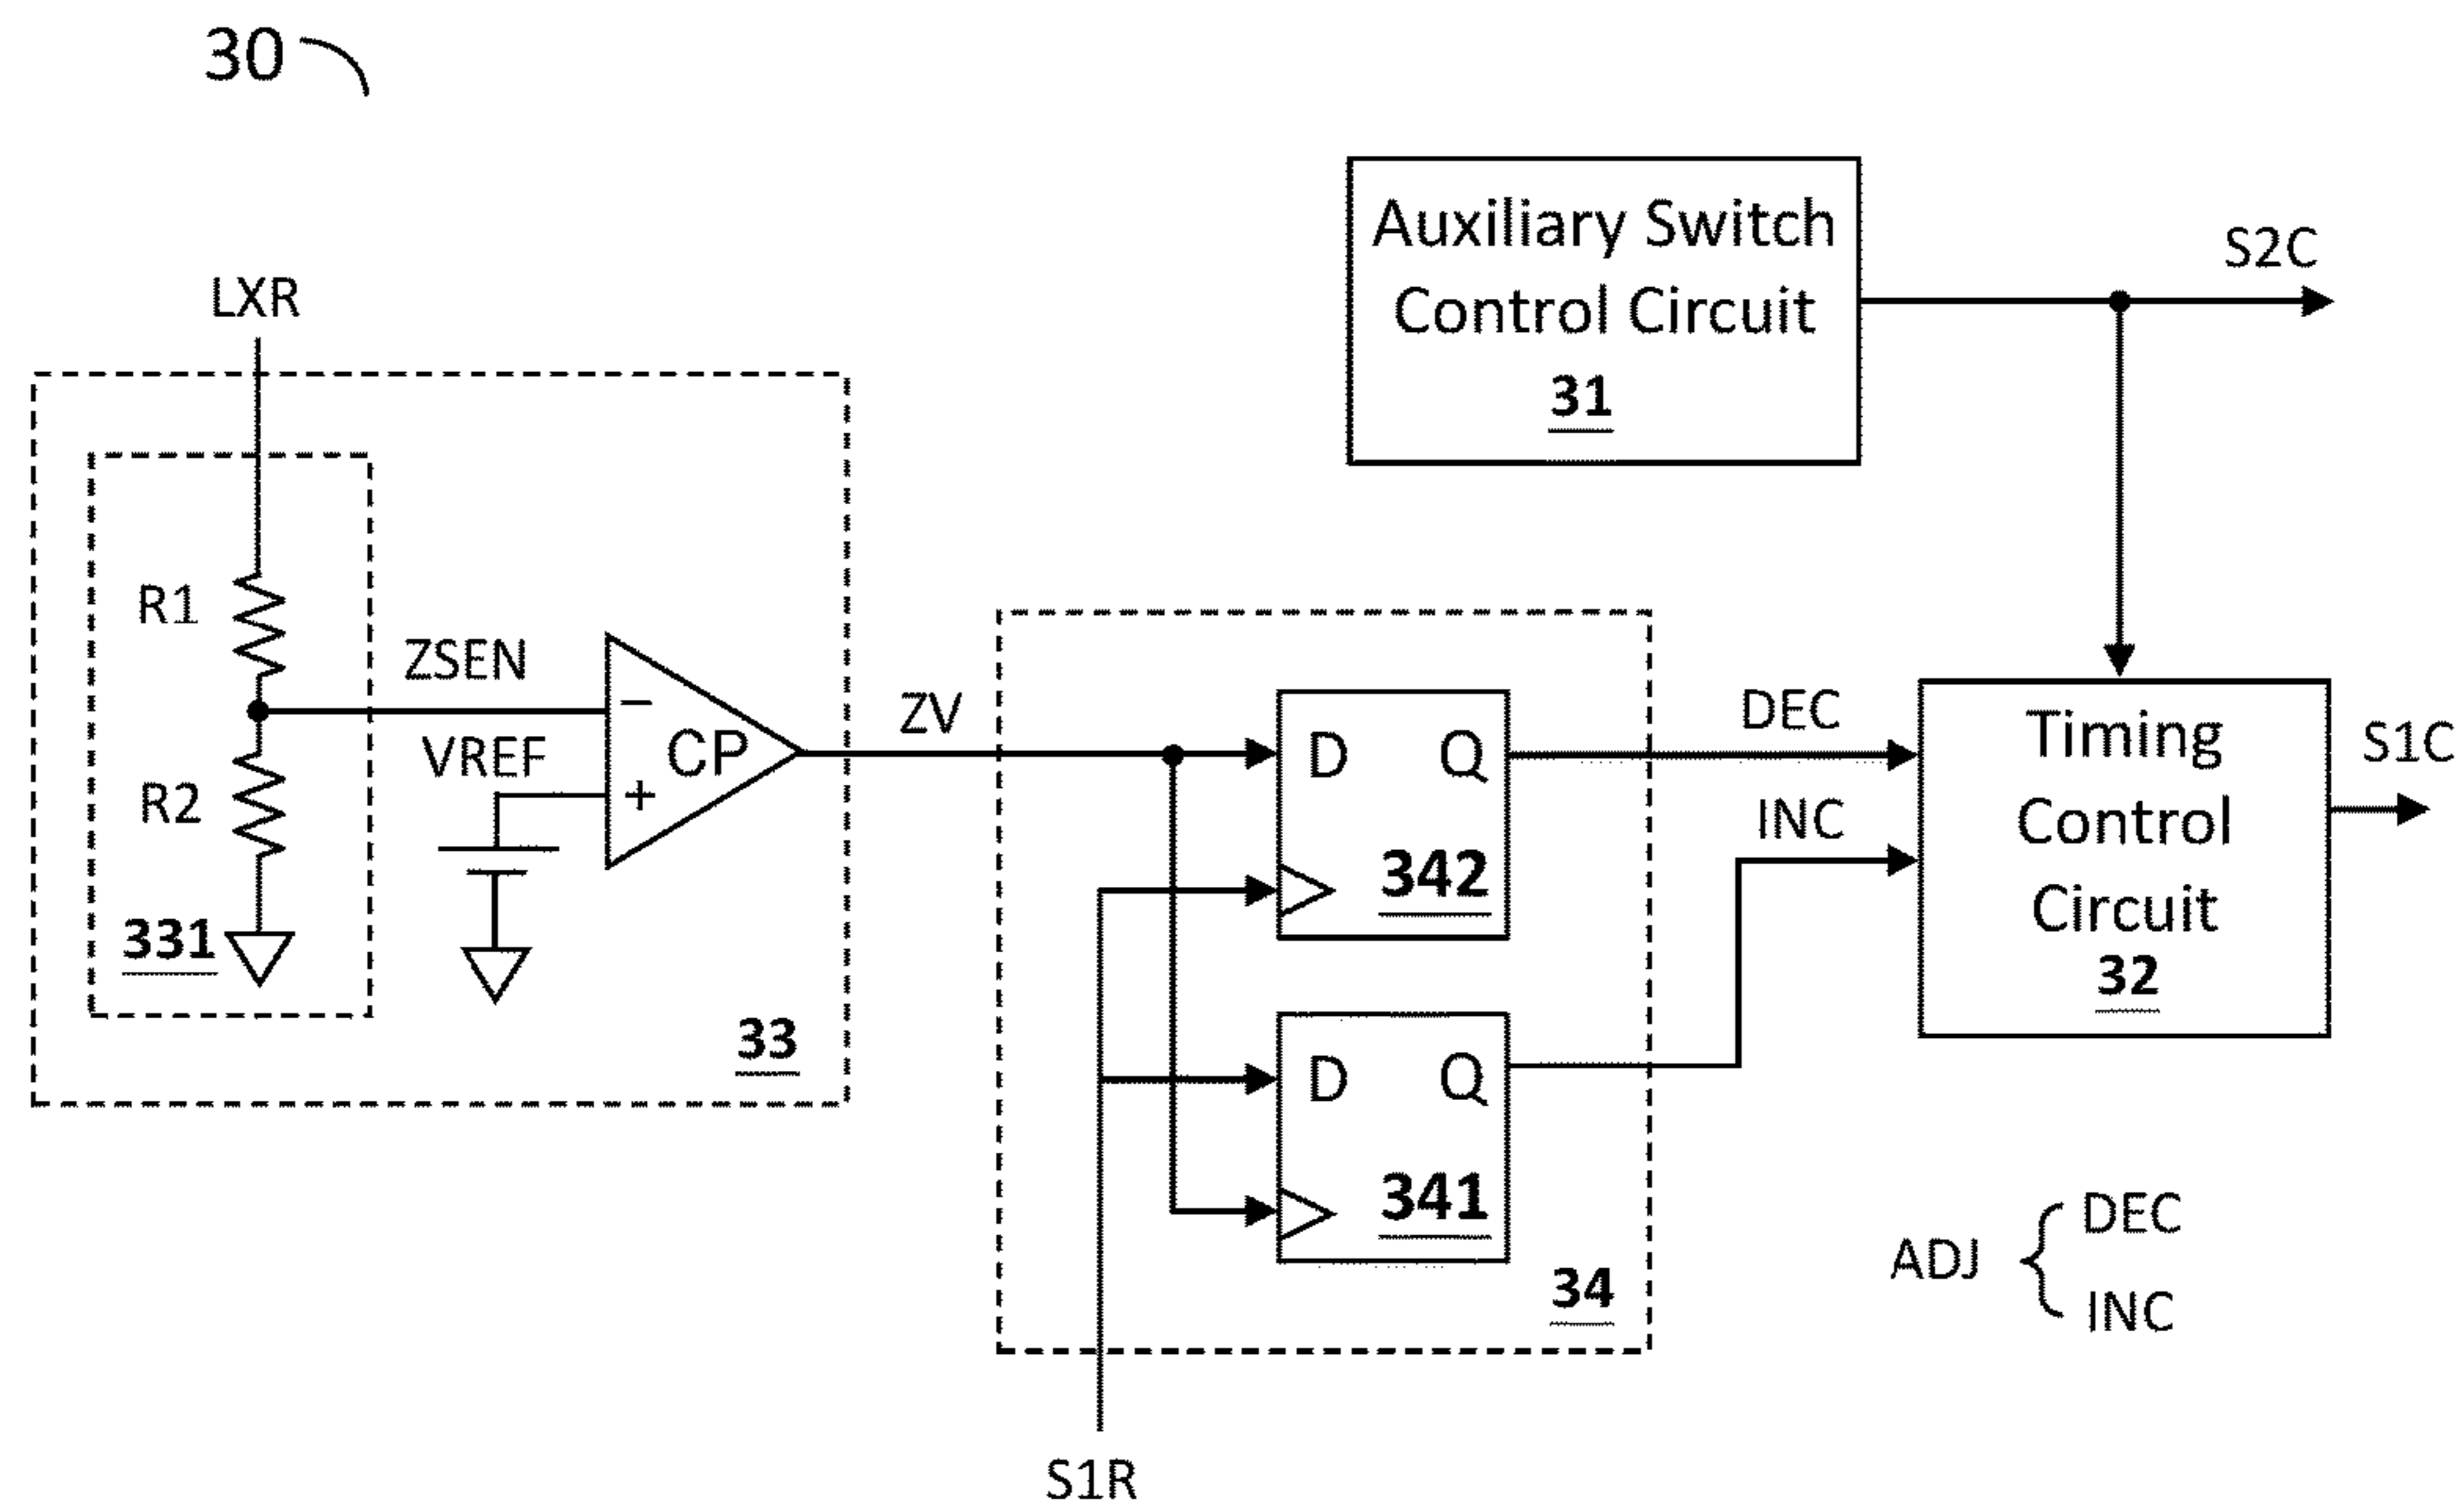 30
Auxiliary Switch
Control Circuit
31
S2C
LXR
R1
ZSEN
VREF
CP
R2
331
33
ZV
D Q
342
D Q
341
34
S1R
DEC
INC
Timing
Control
Circuit
32
S1C
ADJ
DEC
INC